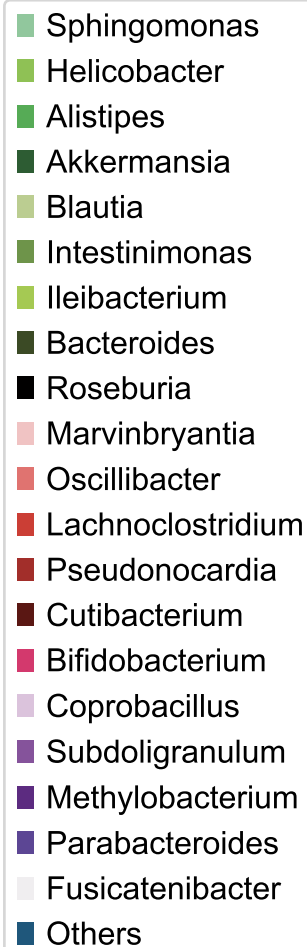 Sphingomonas
Helicobacter
Alistipes
Akkermansia
Blautia
Intestinimonas
Ileibacterium
Bacteroides
Roseburia
Marvinbryantia
Oscillibacter
Lachnoclostridium
Pseudonocardia
Cutibacterium
Bifidobacterium
Coprobacillus
Subdoligranulum
Methylobacterium
Parabacteroides
Fusicatenibacter
Others